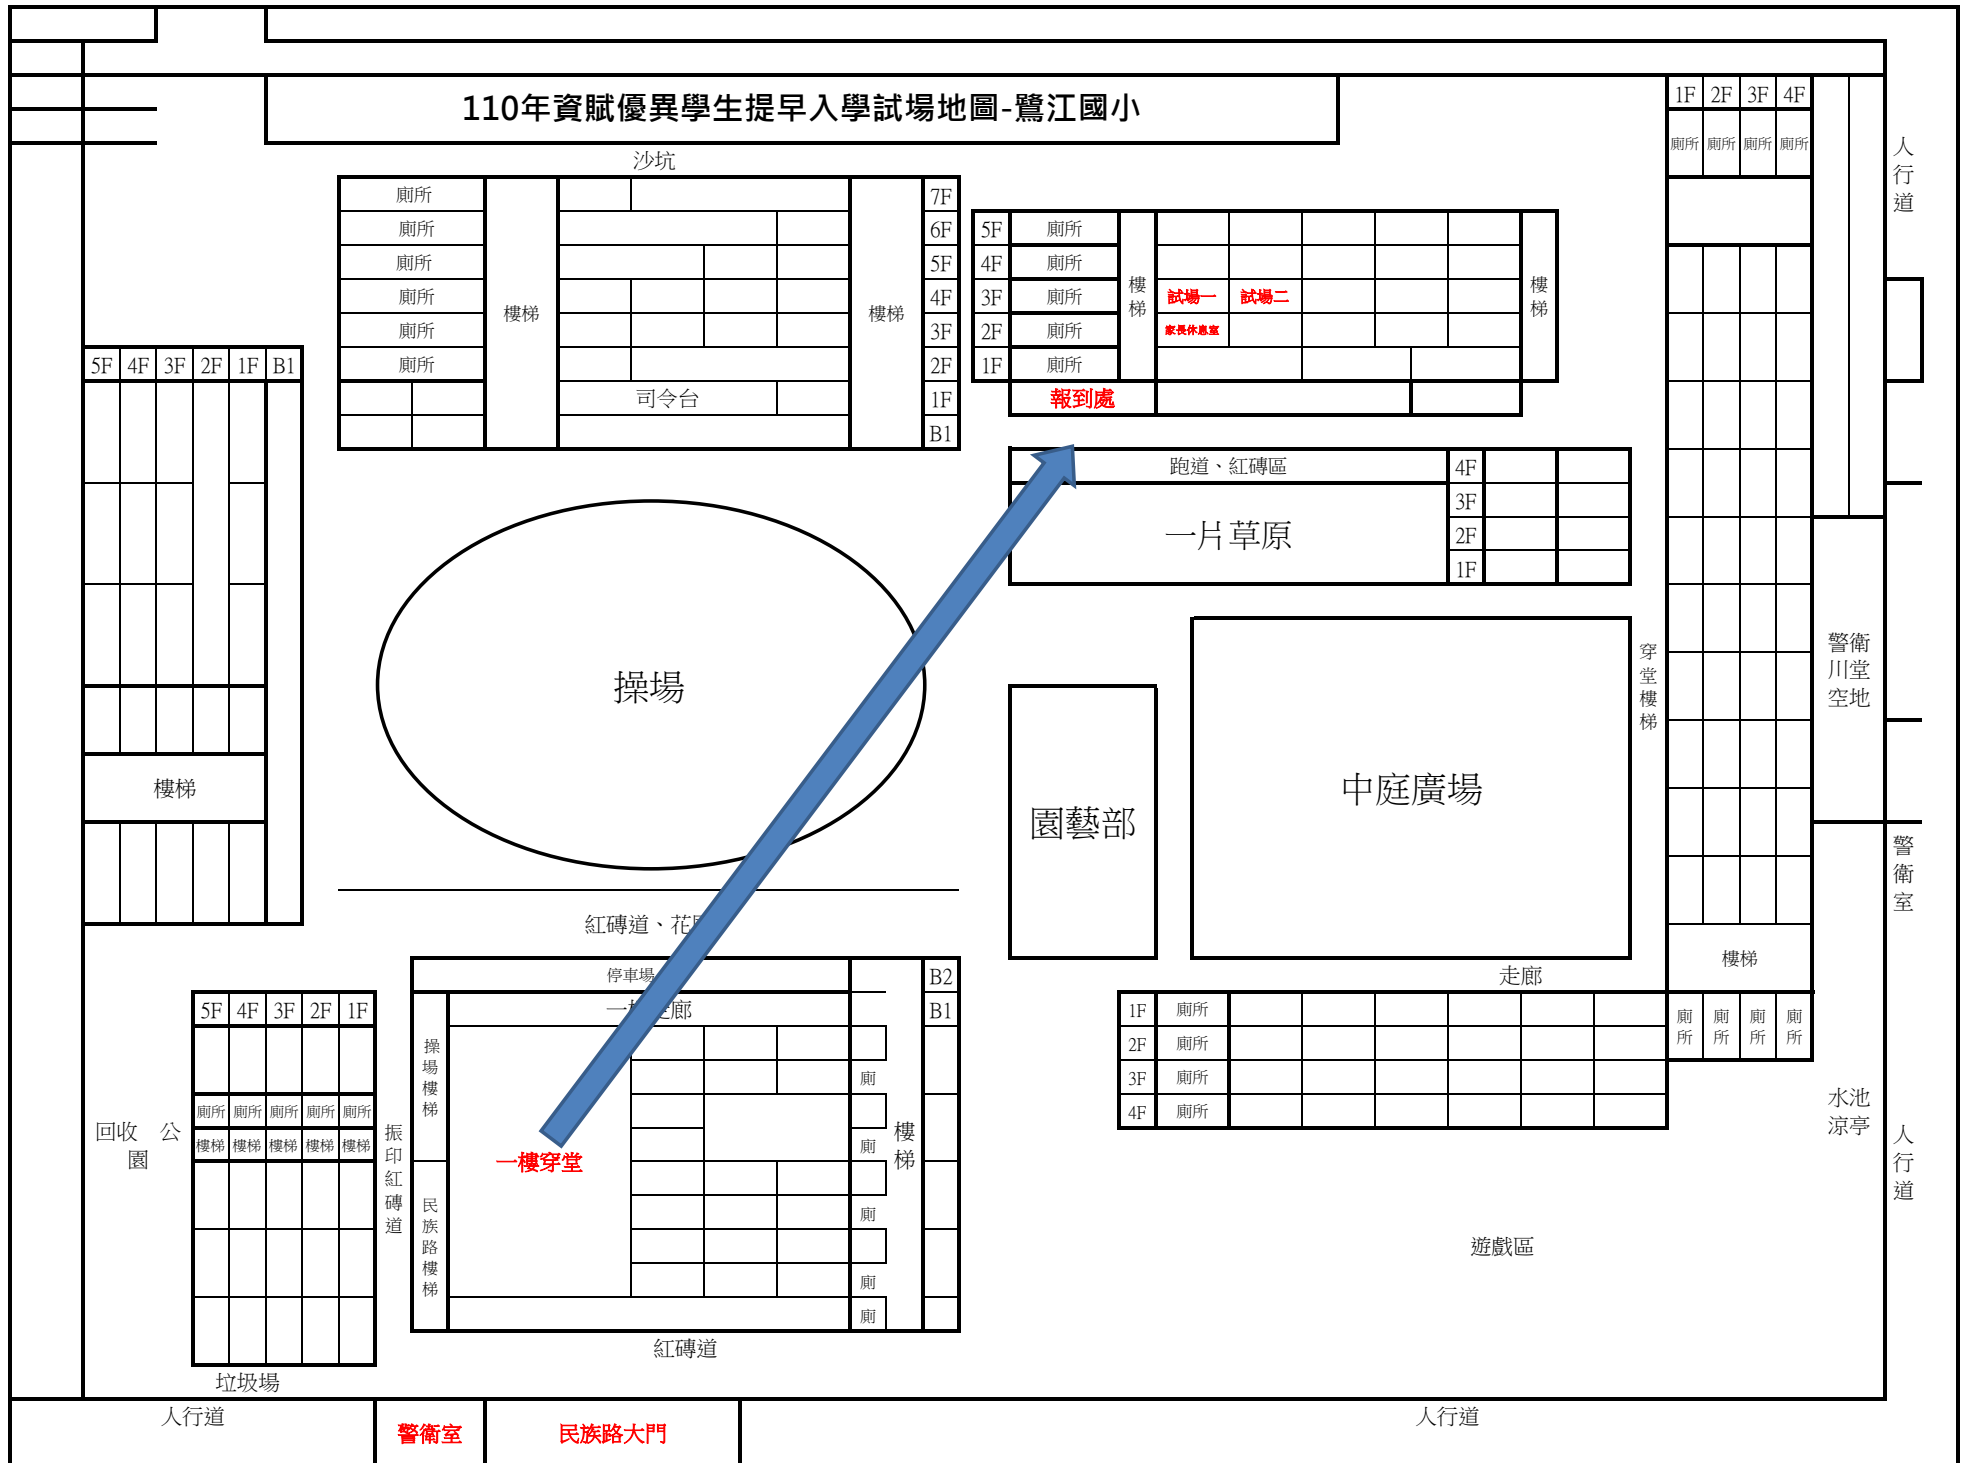 110年資賦優異學生提早入學試場地圖-鷺江國小
1F 2F 3F 4F
廁所 廁所 廁所 廁所
人行道
沙坑
廁所 7F
廁所 6F
廁所 5F
廁所 4F
廁所 3F
廁所 2F
樓梯
樓梯
司令台 1F
B1
5F 廁所
4F 廁所
3F 廁所 試場一 試場二
2F 廁所 家長休息室
1F 廁所
樓梯
樓梯
報到處
5F 4F 3F 2F 1F B1
樓梯
跑道、紅磚區 4F
3F
一片草原 2F
1F
操場
穿堂樓梯
警衛
川堂
空地
中庭廣場
園藝部
警衛室
紅磚道、花
樓梯
走廊
停車場 B2
一 走廊 B1
5F 4F 3F 2F 1F
廁所 廁所 廁所 廁所 廁所
樓梯 樓梯 樓梯 樓梯 樓梯
操場樓梯
民族路樓梯
振印紅磚道
一樓穿堂
廁
廁
廁
廁
廁
樓梯
1F 廁所
2F 廁所
3F 廁所
4F 廁所
廁所 廁所 廁所 廁所
水池
涼亭
人行道
回收 公
園
遊戲區
紅磚道
垃圾場
人行道
警衛室
民族路大門
人行道